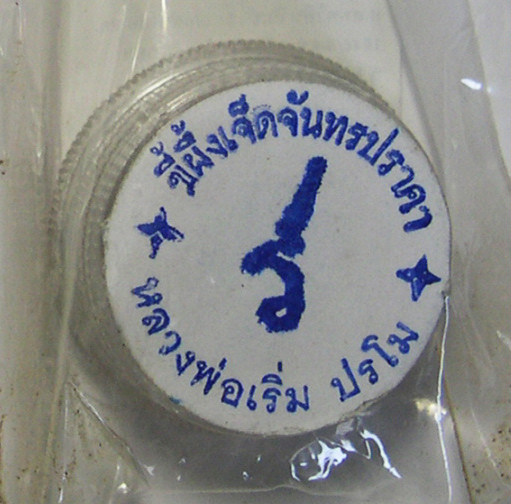 ขี้ผึ้งเจ็ดจันทรปราคา
ร์
หลวงพ่อเริ่ม ปรโม